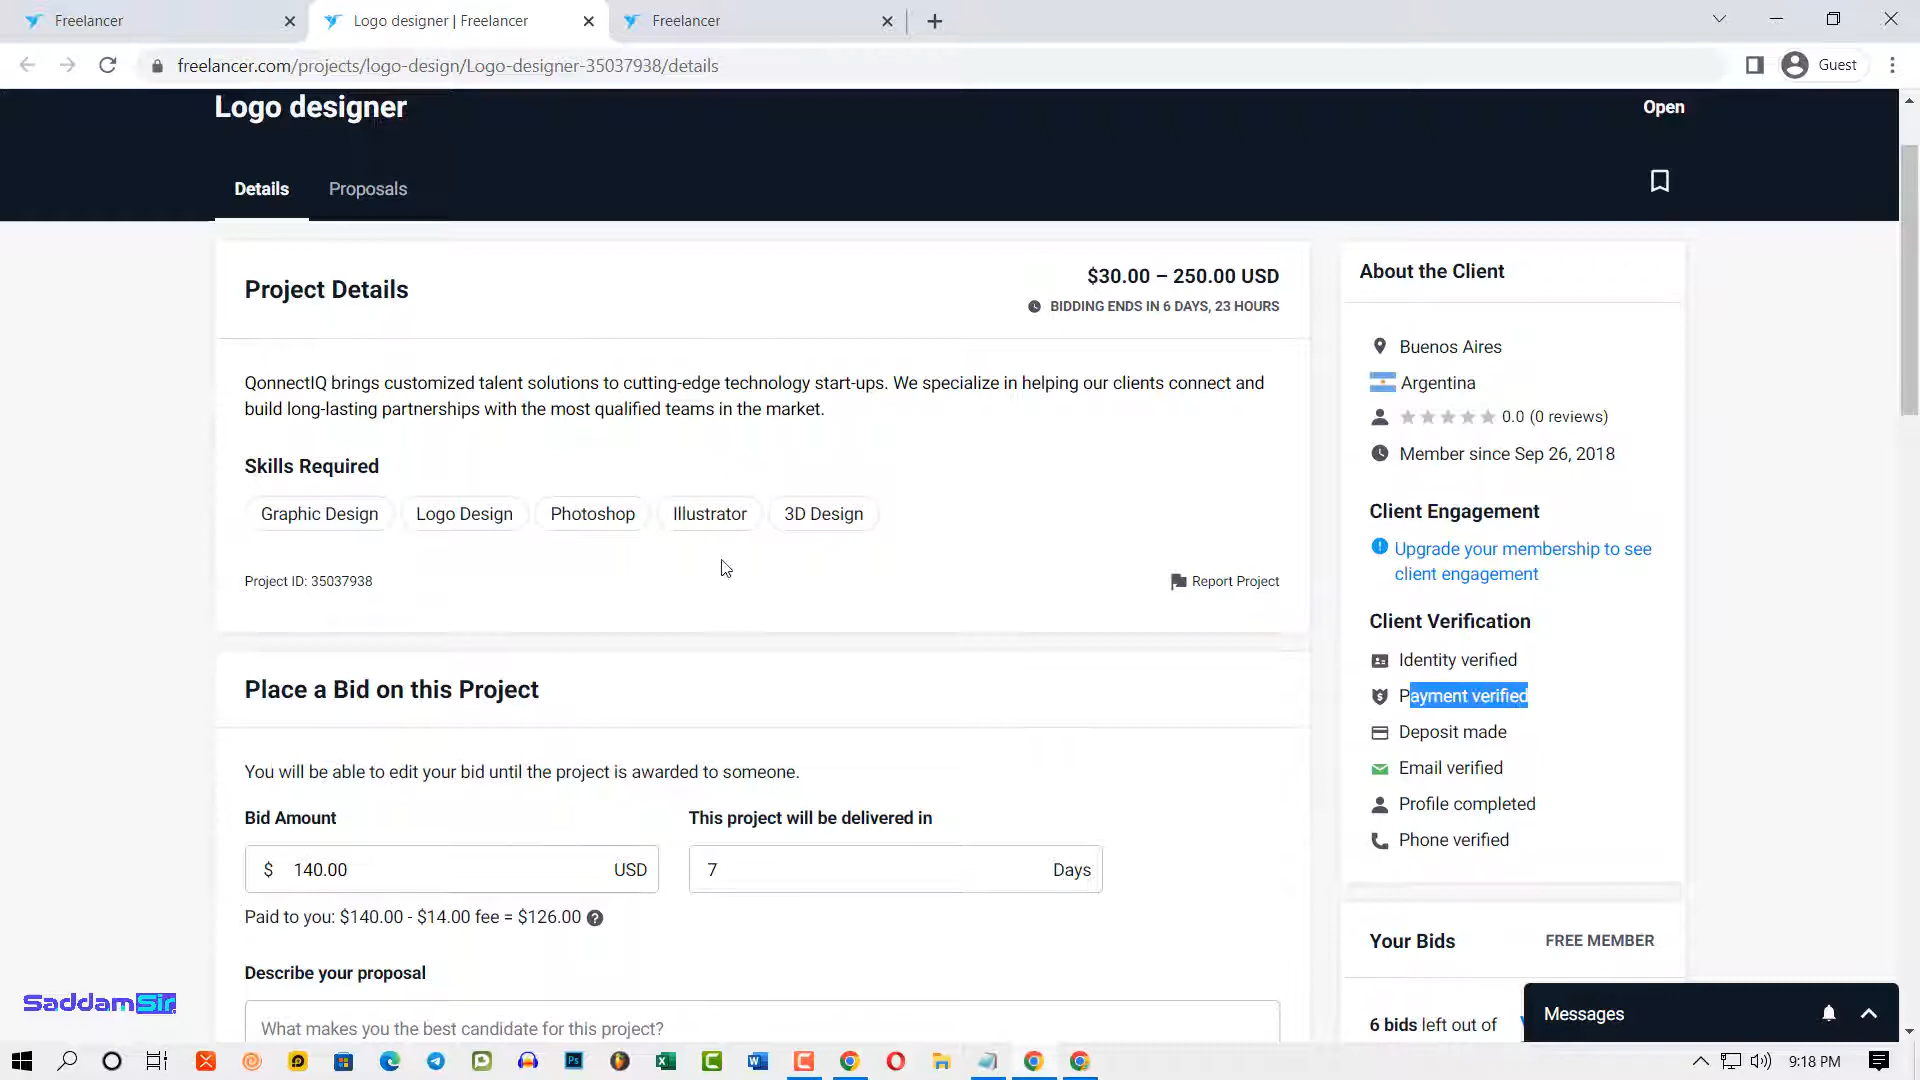 Freelancer
Logo designer | Freelancer
Freelancer
freelancer.com/projects/logo-design/Logo-designer-35037938/details
Guest
Logo designer
Open
Details
Proposals
Project Details
$30.00 – 250.00 USD
BIDDING ENDS IN 6 DAYS, 23 HOURS
QonnectIQ brings customized talent solutions to cutting-edge technology start-ups. We specialize in helping our clients connect and
build long-lasting partnerships with the most qualified teams in the market.
Skills Required
Graphic Design
Logo Design
Photoshop
Illustrator
3D Design
Project ID: 35037938
Report Project
About the Client
Buenos Aires
Argentina
0.0 (0 reviews)
Member since Sep 26, 2018
Client Engagement
Upgrade your membership to see
client engagement
Client Verification
Identity verified
Payment verified
Deposit made
Email verified
Profile completed
Phone verified
Place a Bid on this Project
You will be able to edit your bid until the project is awarded to someone.
Bid Amount
This project will be delivered in
$ 140.00 USD
7 Days
Paid to you: $140.00 - $14.00 fee = $126.00
Describe your proposal
What makes you the best candidate for this project?
Your Bids
FREE MEMBER
6 bids left out of
Messages
SaddamSir
9:18 PM